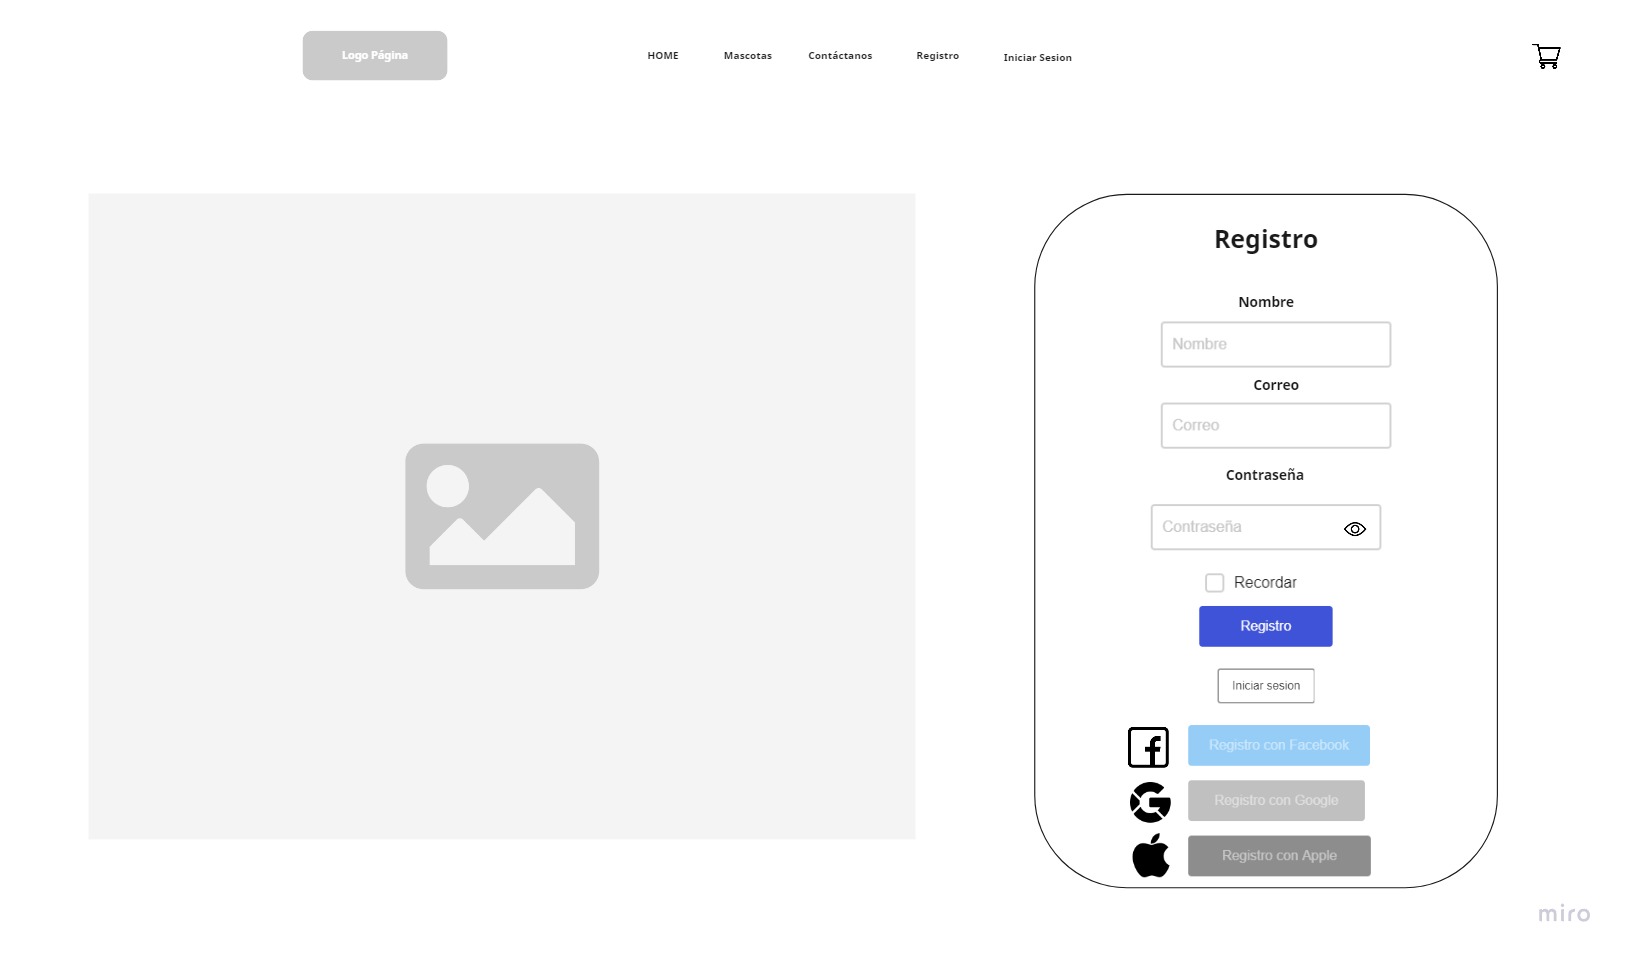 Logo Página
HOME
Mascotas
Contáctanos
Registro
Iniciar Sesion
Registro
Nombre
Nombre
Correo
Correo
Contraseña
Contraseña
Recordar
Registro
Iniciar sesion
Registro con Facebook
Registro con Google
Registro con Apple
miro